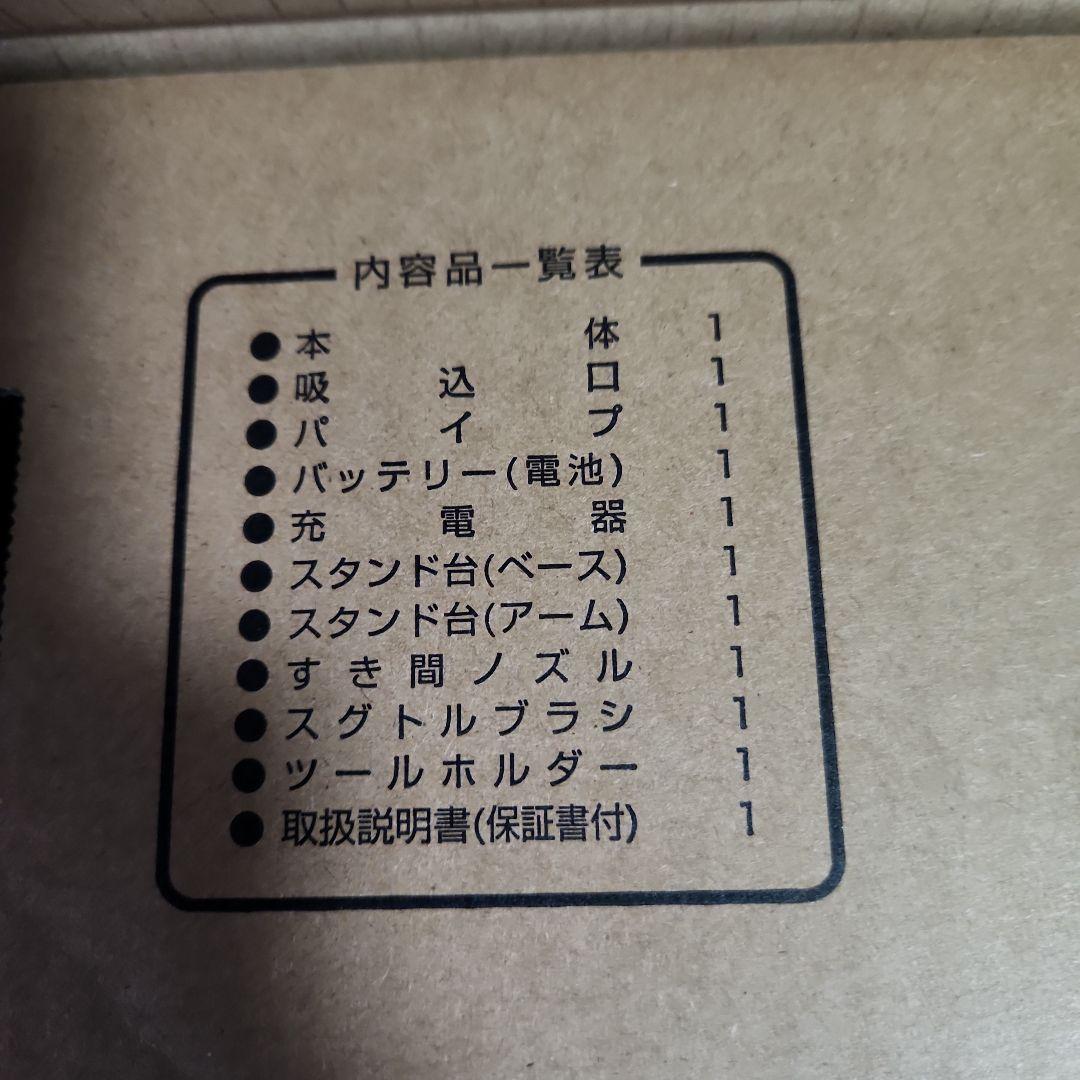 内容品一覧表
●本体 1
●吸込口 1
●パイプ 1
●バッテリー(電池) 1
●充電器 1
●スタンド台(ベース) 1
●スタンド台(アーム) 1
●すき間ノズル 1
●スグトルブラシ 1
●ツールホルダー 1
●取扱説明書(保証書付) 1